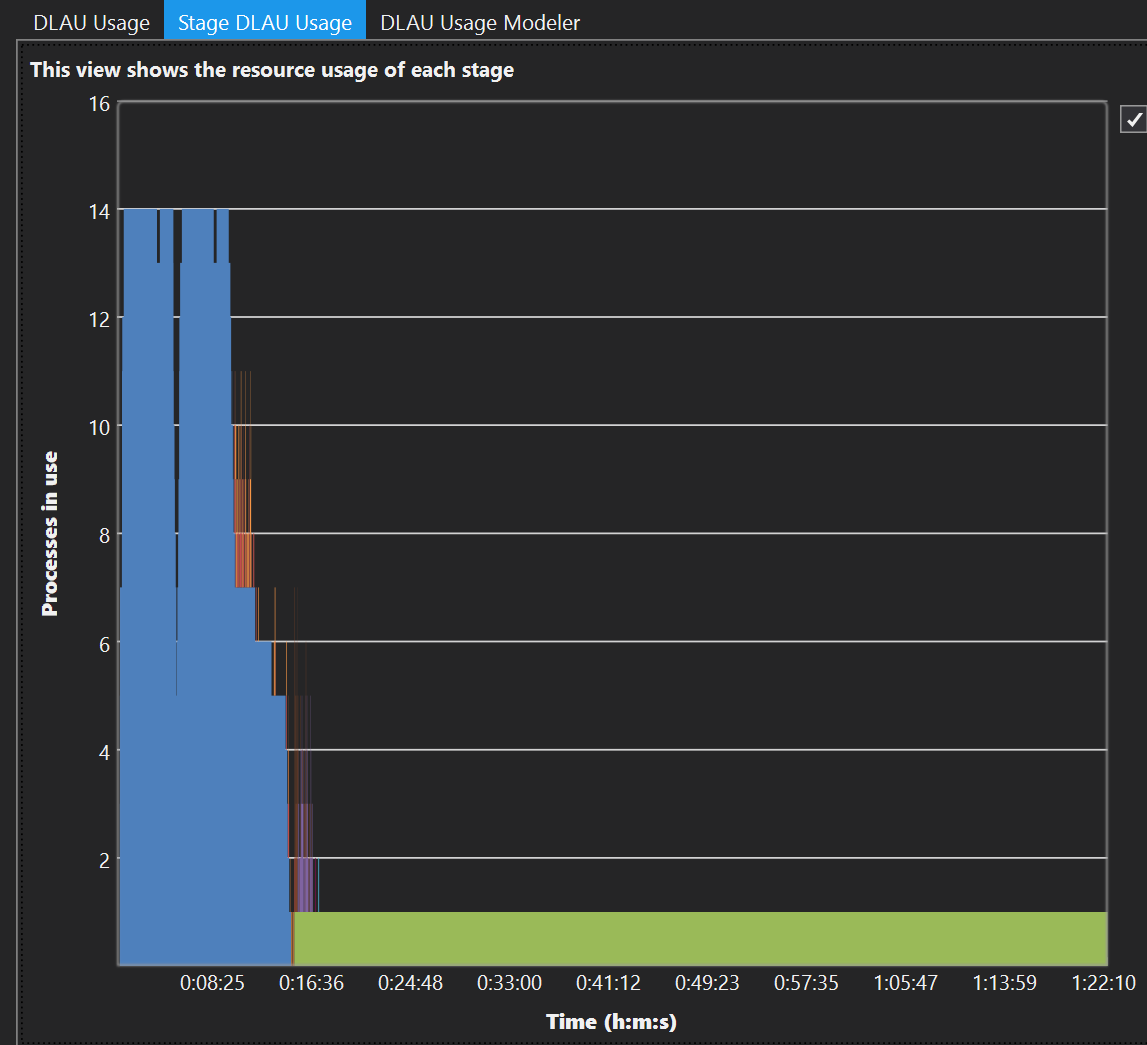 DLAU Usage Stage DLAU Usage DLAU Usage Modeler
This view shows the resource usage of each stage
16
14
12
10
8
6
4
2
Processes in use
0:08:25 0:16:36 0:24:48 0:33:00 0:41:12 0:49:23 0:57:35 1:05:47 1:13:59 1:22:10
Time (h:m:s)